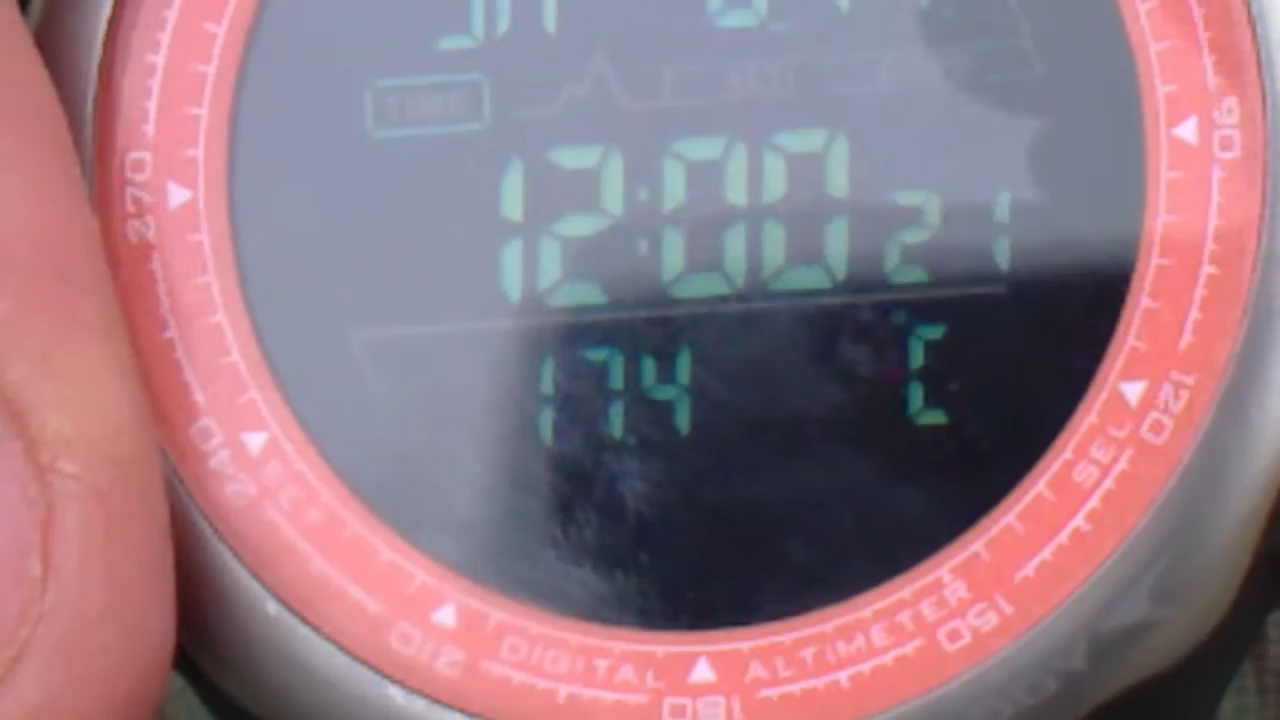 TIME
12:00 21
17.4 °C
270
240
SET
210
DIGITAL
180
ALTIMETER
150
SEL
120
90